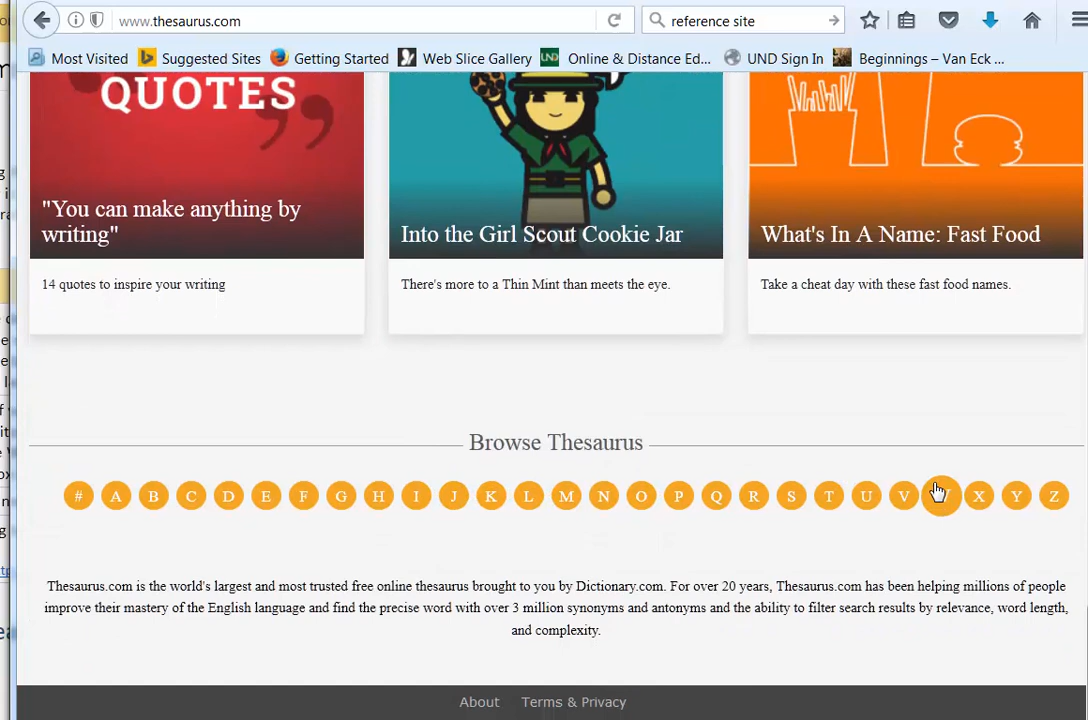 www.thesaurus.com
reference site
Most Visited
Suggested Sites
Getting Started
Web Slice Gallery
UND
Online & Distance Ed...
UND Sign In
Beginnings – Van Eck ...
QUOTES
"You can make anything by
writing"
14 quotes to inspire your writing
Into the Girl Scout Cookie Jar
There's more to a Thin Mint than meets the eye.
What's In A Name: Fast Food
Take a cheat day with these fast food names.
Browse Thesaurus
# A B C D E F G H I J K L M N O P Q R S T U V X Y Z
Thesaurus.com is the world's largest and most trusted free online thesaurus brought to you by Dictionary.com. For over 20 years, Thesaurus.com has been helping millions of people
improve their mastery of the English language and find the precise word with over 3 million synonyms and antonyms and the ability to filter search results by relevance, word length,
and complexity.
About Terms & Privacy